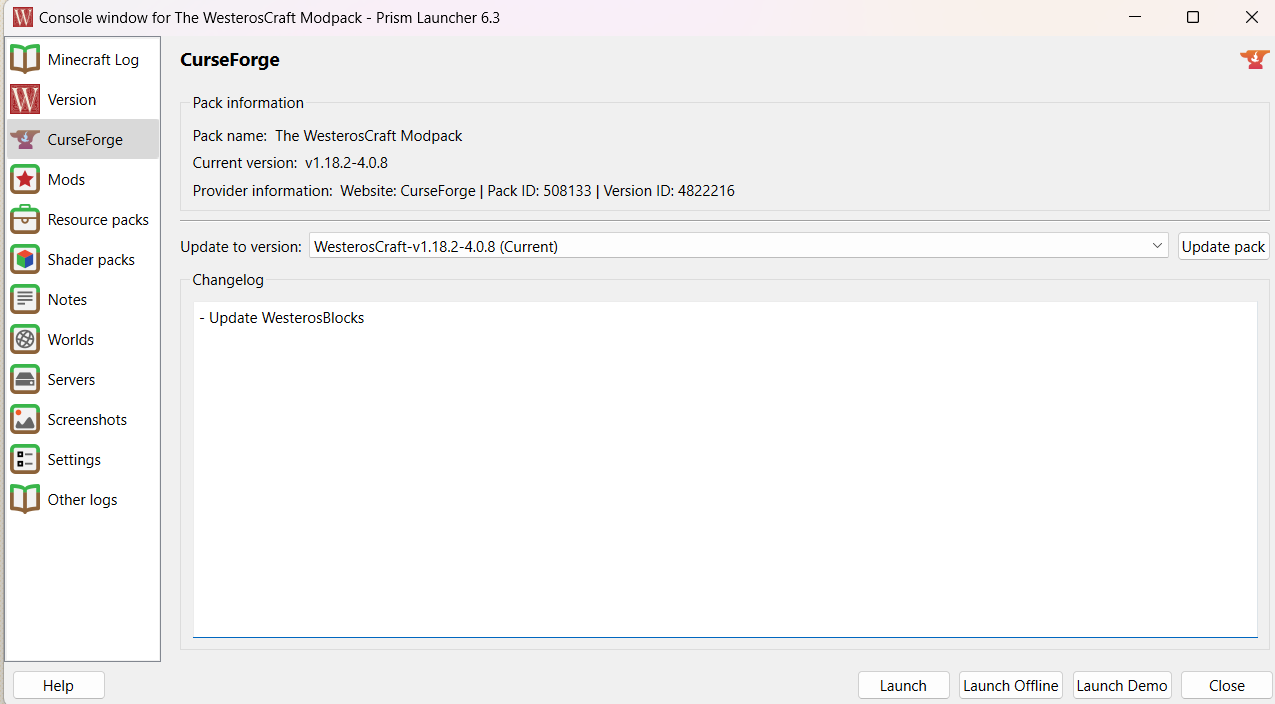 Console window for The WesterosCraft Modpack - Prism Launcher 6.3
Minecraft Log
Version
CurseForge
Mods
Resource packs
Shader packs
Notes
Worlds
Servers
Screenshots
Settings
Other logs
CurseForge
Pack information
Pack name: The WesterosCraft Modpack
Current version: v1.18.2-4.0.8
Provider information: Website: CurseForge | Pack ID: 508133 | Version ID: 4822216
Update to version: WesterosCraft-v1.18.2-4.0.8 (Current) Update pack
Changelog
- Update WesterosBlocks
Help Launch Launch Offline Launch Demo Close